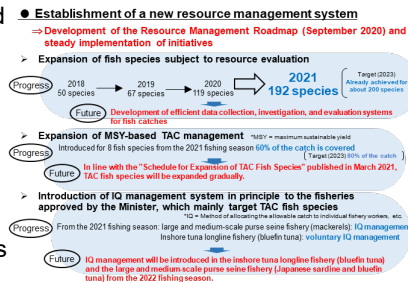 d
● Establishment of a new resource management system
⇒ Development of the Resource Management Roadmap (September 2020) and
steady implementation of initiatives
➢ Expansion of fish species subject to resource evaluation
Progress
2018
50 species
2019
67 species
2020
119 species
2021
192 species
Target (2023)
Already achieved for
about 200 species
Future
Development of efficient data collection, investigation, and evaluation systems
for fish catches
➢ Expansion of MSY-based TAC management *MSY = maximum sustainable yield
Progress
Introduced for 8 fish species from the 2021 fishing season 60% of the catch is covered
Target (2023) 80% of the catch
Future
In line with the "Schedule for Expansion of TAC Fish Species" published in March 2021,
TAC fish species will be expanded gradually.
➢ Introduction of IQ management system in principle to the fisheries
approved by the Minister, which mainly target TAC fish species
*IQ = Method of allocating the allowable catch to individual fishery workers, etc.
Progress
From the 2021 fishing season: large and medium-scale purse seine fishery (mackerels): IQ managemen
Inshore tuna longline fishery (bluefin tuna): voluntary IQ management
s
Future
IQ management will be introduced in the inshore tuna longline fishery (bluefin tuna)
and the large and medium-scale purse seine fishery (Japanese sardine and bluefin
tuna) from the 2022 fishing season.